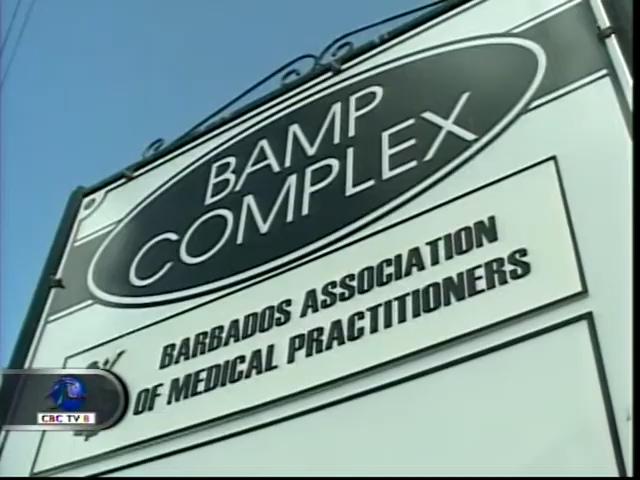 BAMP
COMPLEX
BARBADOS ASSOCIATION
OF MEDICAL PRACTITIONERS
CBC TV 8